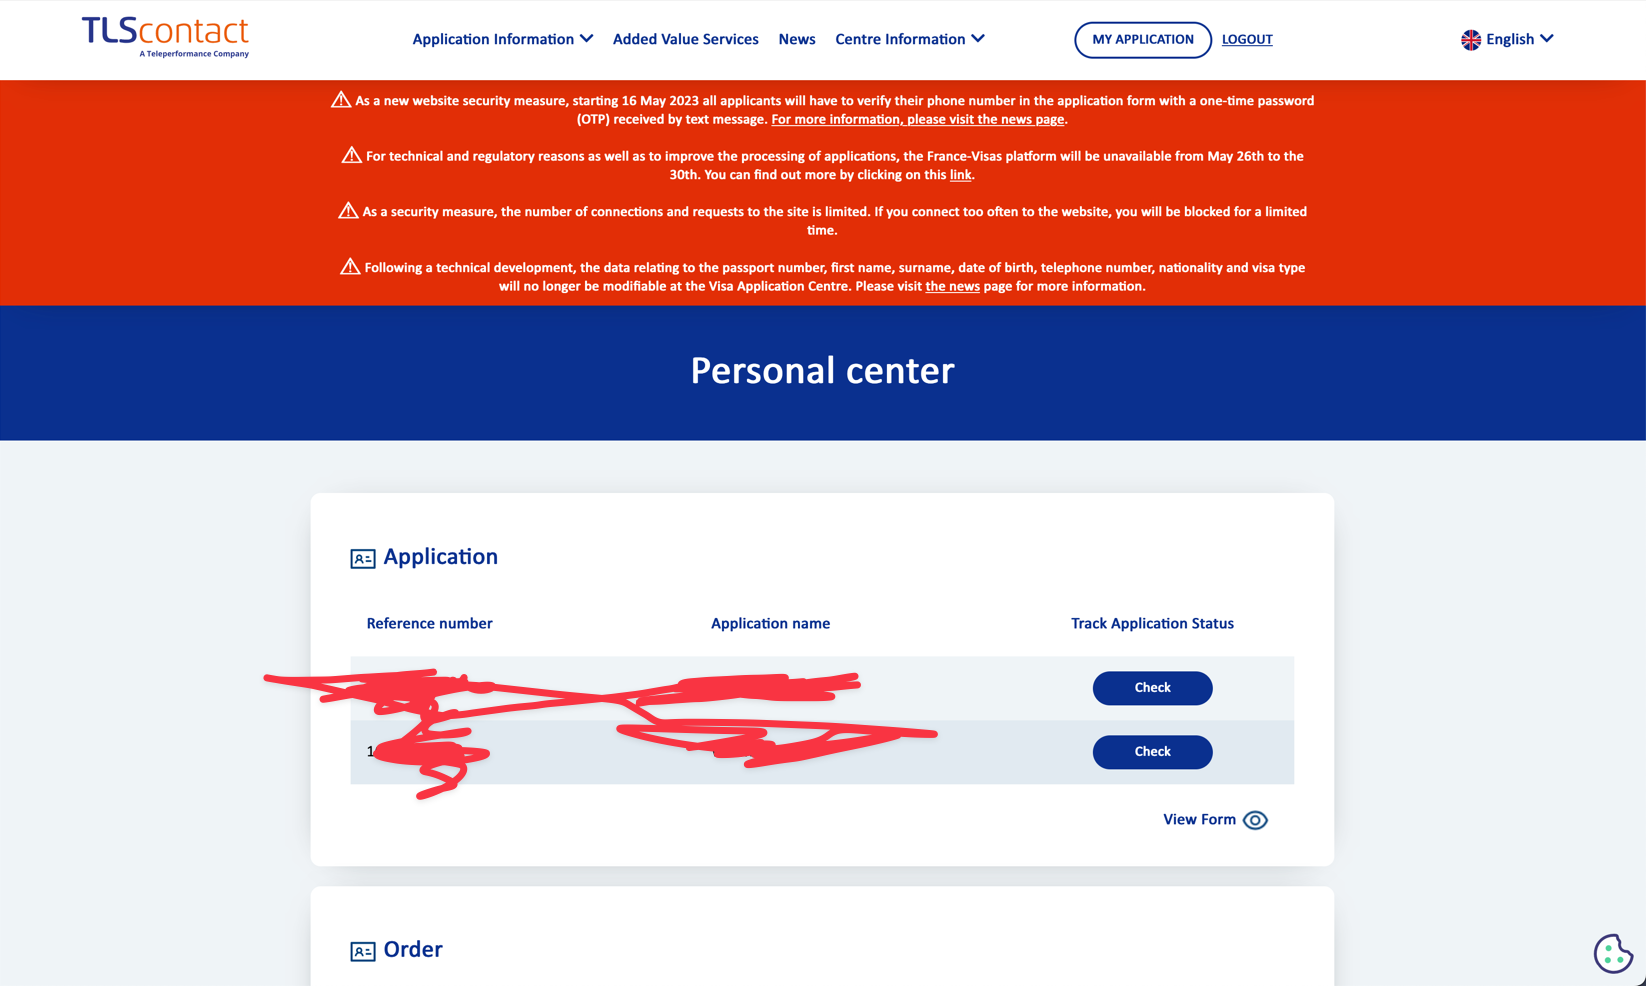 TLScontact
A Teleperformance Company
Application Information
Added Value Services
News
Centre Information
MY APPLICATION
LOGOUT
English
As a new website security measure, starting 16 May 2023 all applicants will have to verify their phone number in the application form with a one-time password
(OTP) received by text message. For more information, please visit the news page.
For technical and regulatory reasons as well as to improve the processing of applications, the France-Visas platform will be unavailable from May 26th to the
30th. You can find out more by clicking on this link.
As a security measure, the number of connections and requests to the site is limited. If you connect too often to the website, you will be blocked for a limited
time.
Following a technical development, the data relating to the passport number, first name, surname, date of birth, telephone number, nationality and visa type
will no longer be modifiable at the Visa Application Centre. Please visit the news page for more information.
Personal center
Application
Reference number
Application name
Track Application Status
Check
1
Check
View Form
Order